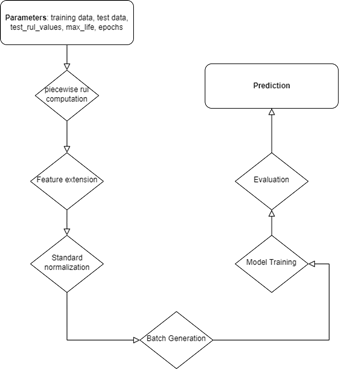 Parameters: training data, test data,
test_rul_values, max_life, epochs
piecewise rul
computation
Feature extension
Standard
normalization
Batch Generation
Model Training
Evaluation
Prediction